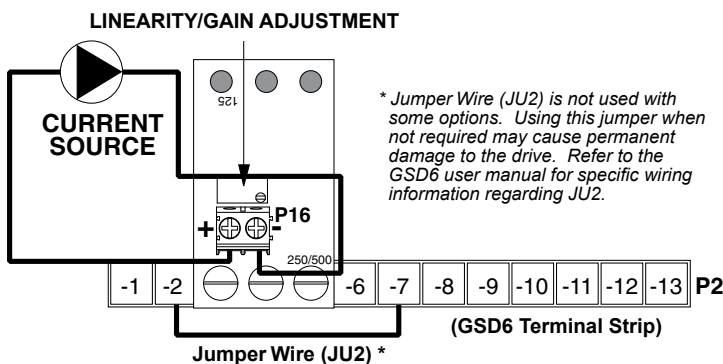 LINEARITY/GAIN ADJUSTMENT
125
CURRENT
SOURCE
* Jumper Wire (JU2) is not used with
some options. Using this jumper when
not required may cause permanent
damage to the drive. Refer to the
GSD6 user manual for specific wiring
information regarding JU2.
+ - P16
250/500
-1 -2 -6 -7 -8 -9 -10 -11 -12 -13 P2
(GSD6 Terminal Strip)
Jumper Wire (JU2) *